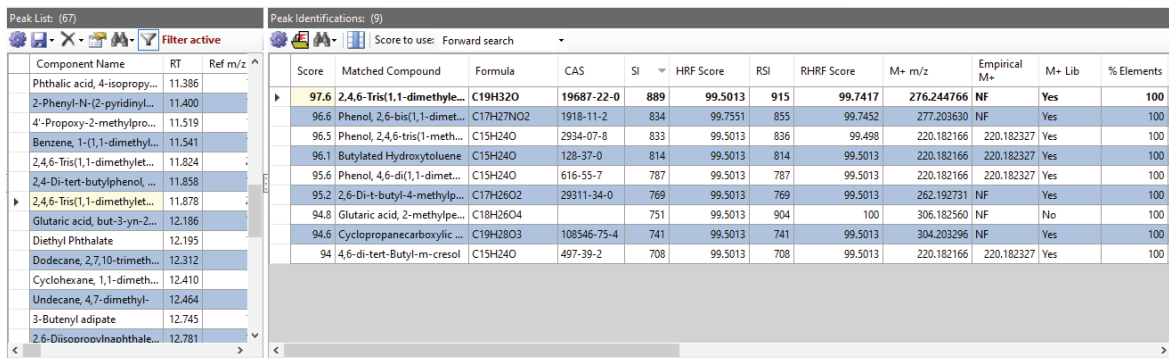 Peak List: (67)
Filter active
Component Name RT Ref m/z
Phthalic acid, 4-isopropy... 11.386
2-Phenyl-N-(2-pyridinyl... 11.400
4'-Propoxy-2-methylpro... 11.519
Benzene, 1-(1,1-dimethyl... 11.541
2,4,6-Tris(1,1-dimethylet... 11.824
2,4-Di-tert-butylphenol, ... 11.858
2,4,6-Tris(1,1-dimethylet... 11.878
Glutaric acid, but-3-yn-2... 12.186
Diethyl Phthalate 12.195
Dodecane, 2,7,10-trimeth... 12.312
Cyclohexane, 1,1-dimeth... 12.410
Undecane, 4,7-dimethyl- 12.464
3-Butenyl adipate 12.745
2,6-Diisopropylnaphthale... 12.781
Peak Identifications: (9)
Score to use: Forward search
Score Matched Compound Formula CAS SI HRF Score RSI RHRF Score M+ m/z Empirical M+ M+ Lib % Elements
97.6 2,4,6-Tris(1,1-dimethyle... C19H32O 19687-22-0 889 99.5013 915 99.7417 276.244766 NF Yes 100
96.6 Phenol, 2,6-bis(1,1-dimet... C17H27NO2 1918-11-2 834 99.7551 855 99.7452 277.203630 NF Yes 100
96.5 Phenol, 2,4,6-tris(1-meth... C15H24O 2934-07-8 833 99.5013 836 99.498 220.182166 220.182327 Yes 100
96.1 Butylated Hydroxytoluene C15H24O 128-37-0 814 99.5013 814 99.5013 220.182166 220.182327 Yes 100
95.6 Phenol, 4,6-di(1,1-dimet... C15H24O 616-55-7 787 99.5013 787 99.5013 220.182166 220.182327 Yes 100
95.2 2,6-Di-t-butyl-4-methylp... C17H26O2 29311-34-0 769 99.5013 769 99.5013 262.192731 NF Yes 100
94.8 Glutaric acid, 2-methylpe... C18H26O4 751 99.5013 904 100 306.182560 NF No 100
94.6 Cyclopropanecarboxylic ... C19H28O3 108546-75-4 741 99.5013 741 99.5013 304.203296 NF Yes 100
94 4,6-di-tert-Butyl-m-cresol C15H24O 497-39-2 708 99.5013 708 99.5013 220.182166 220.182327 Yes 100